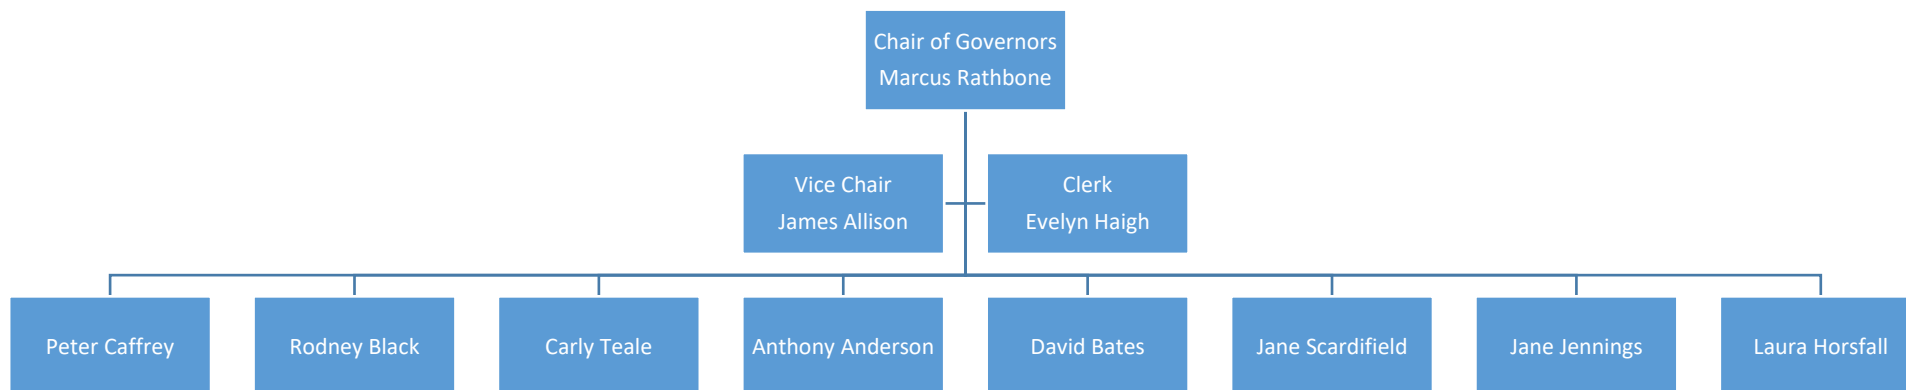 Chair of Governors
Marcus Rathbone
Vice Chair
James Allison
Clerk
Evelyn Haigh
Peter Caffrey
Rodney Black
Carly Teale
Anthony Anderson
David Bates
Jane Scardifield
Jane Jennings
Laura Horsfall